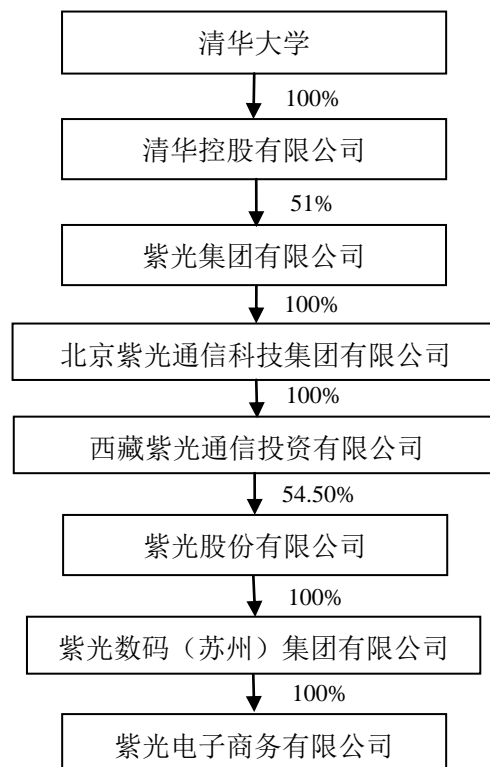 清华大学
100%
清华控股有限公司
51%
紫光集团有限公司
100%
北京紫光通信科技集团有限公司
100%
西藏紫光通信投资有限公司
54.50%
紫光股份有限公司
100%
紫光数码（苏州）集团有限公司
100%
紫光电子商务有限公司